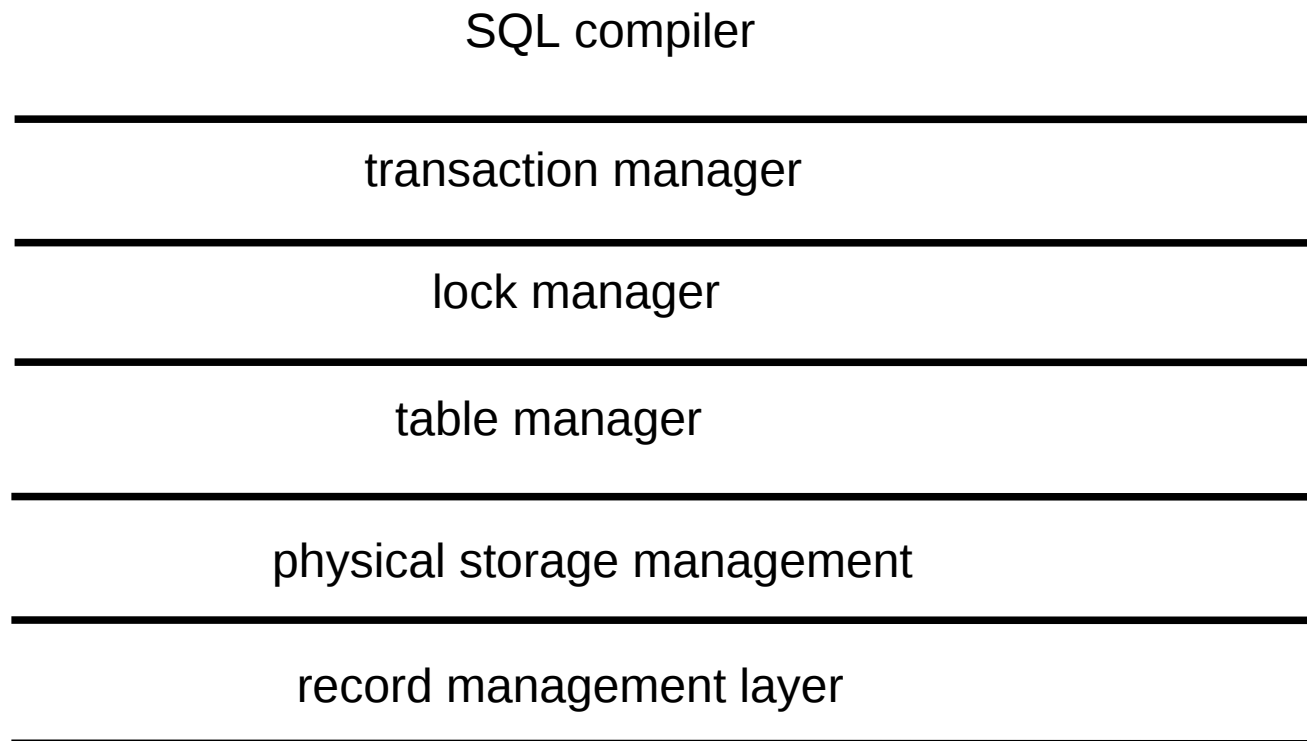 SQL compiler
transaction manager
lock manager
table manager
physical storage management
record management layer